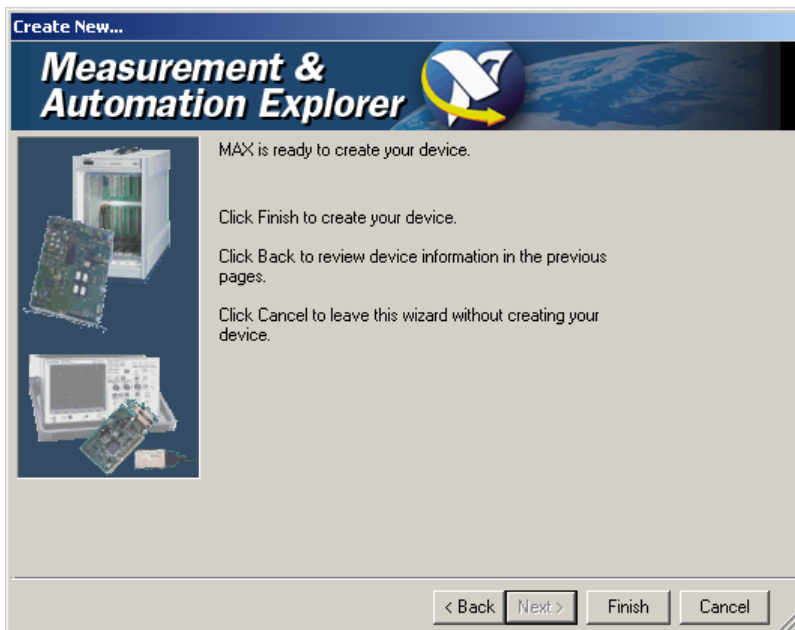 Create New...
Measurement &
Automation Explorer
MAX is ready to create your device.
Click Finish to create your device.
Click Back to review device information in the previous
pages.
Click Cancel to leave this wizard without creating your
device.
< Back
Next >
Finish
Cancel